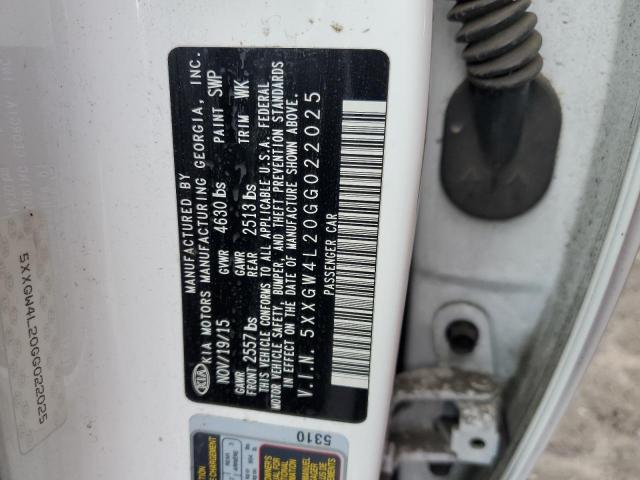 KIA
MANUFACTURED BY
KIA MOTORS MANUFACTURING GEORGIA, INC.
NOV/19/15 GVWR 4630 lbs PAINT SWP
GAWR GAWR
FRONT 2557 lbs REAR 2513 lbs TRIM WK
THIS VEHICLE CONFORMS TO ALL APPLICABLE U.S.A. FEDERAL
MOTOR VEHICLE SAFETY, BUMPER, AND THEFT PREVENTION STANDARDS
IN EFFECT ON THE DATE OF MANUFACTURE SHOWN ABOVE.
V.I.N. 5XXGW4L20GG022025
PASSENGER CAR
5XXGW4L20GG022025
5310